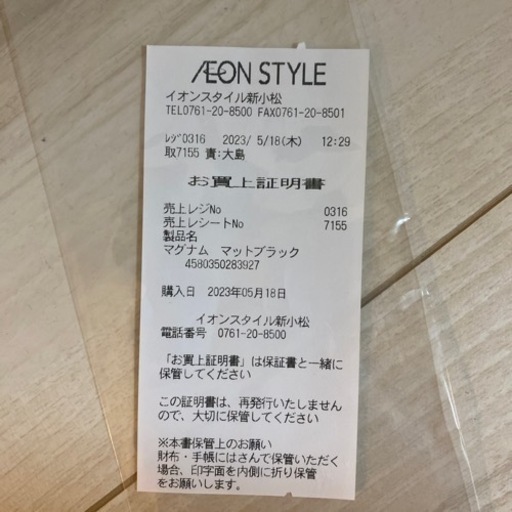 ÆON STYLE
イオンスタイル新小松
TEL0761-20-8500 FAX0761-20-8501
ﾚｼﾞ0316 2023/ 5/18(木) 12:29
取7155 責:大島
お買上証明書
売上レジNo 0316
売上レシートNo 7155
製品名
マグナム マットブラック
4580350283927
購入日 2023年05月18日
イオンスタイル新小松
電話番号 0761-20-8500
「お買上証明書」は保証書と一緒に
保管してください
この証明書は、再発行いたしません
ので、大切に保管してください
※本書保管上のお願い
財布・手帳にはさんで保管いただく
場合、印字面を内側に折り保管
をお願いします。